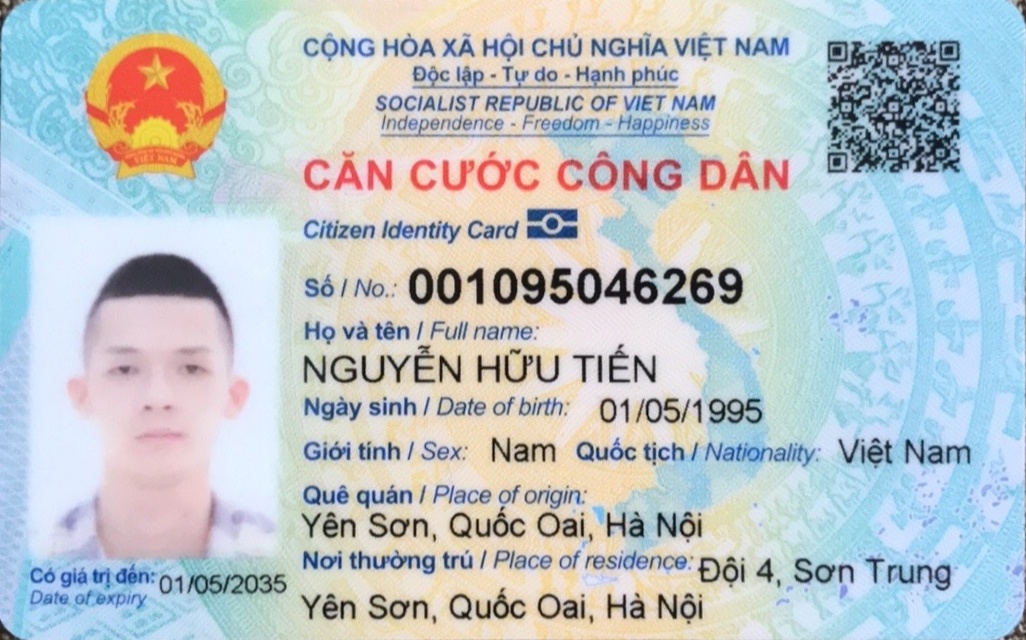 CỘNG HÒA XÃ HỘI CHỦ NGHĨA VIỆT NAM
Độc lập - Tự do - Hạnh phúc
SOCIALIST REPUBLIC OF VIET NAM
Independence - Freedom - Happiness
VIỆT NAM
CĂN CƯỚC CÔNG DÂN
Citizen Identity Card
Số / No.: 001095046269
Họ và tên / Full name:
NGUYỄN HỮU TIẾN
Ngày sinh / Date of birth: 01/05/1995
Giới tính / Sex: Nam Quốc tịch / Nationality: Việt Nam
Quê quán / Place of origin:
Yên Sơn, Quốc Oai, Hà Nội
Nơi thường trú / Place of residence: Đội 4, Sơn Trung
Yên Sơn, Quốc Oai, Hà Nội
Có giá trị đến: 01/05/2035
Date of expiry